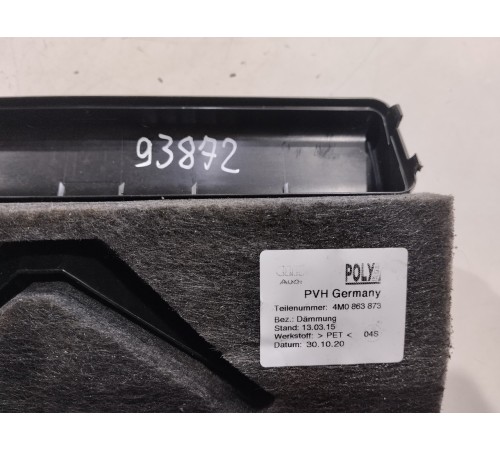 93872
Audi POLY
PVH Germany
Teilenummer: 4M0 863 873
Bez.: Dämmung
Stand: 13.03.15
Werkstoff: > PET < 04S
Datum: 30.10.20